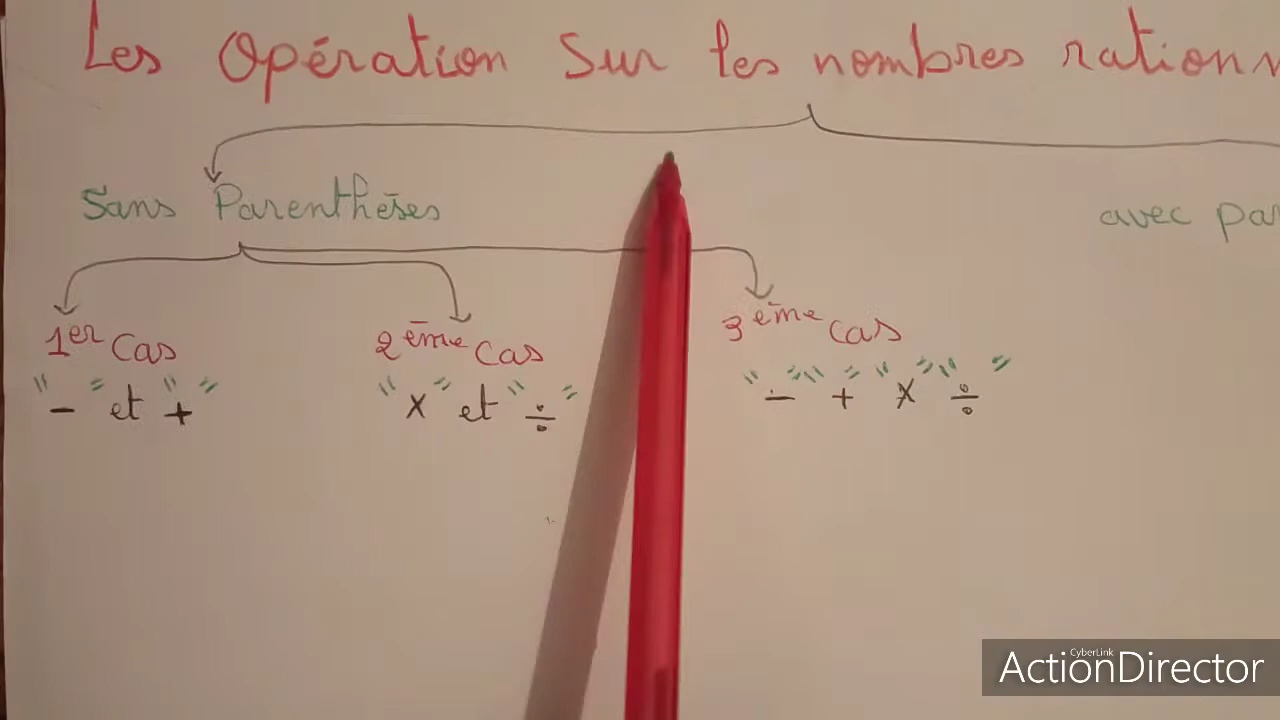 Les Opération Sur les nombres rationn
Sans Parenthèses
avec par
1er Cas
2ème cas
3ème cas
"-" et "+"
"×" et "÷"
"-" "+" "×" "÷"
CyberLink
ActionDirector